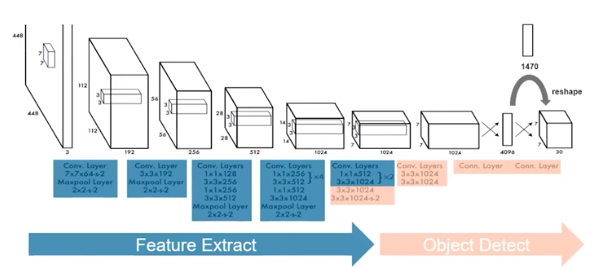 448
448
3
7
7
112
112
192
3
3
56
56
256
3
3
28
28
512
3
3
14
14
1024
3
3
7
7
1024
3
3
7
7
1024
4096
1470
reshape
7
7
30
Conv. Layer
7x7x64-s-2
Maxpool Layer
2x2-s-2
Conv. Layer
3x3x192
Maxpool Layer
2x2-s-2
Conv. Layers
1x1x128
3x3x256
1x1x256
3x3x512
Maxpool Layer
2x2-s-2
Conv. Layers
1x1x256
3x3x512 } ×4
1x1x512
3x3x1024
Maxpool Layer
2x2-s-2
Conv. Layers
1x1x512
3x3x1024 } ×2
3x3x1024
3x3x1024-s-2
Conv. Layers
3x3x1024
3x3x1024
Conn. Layer
Conn. Layer
Feature Extract
Object Detect